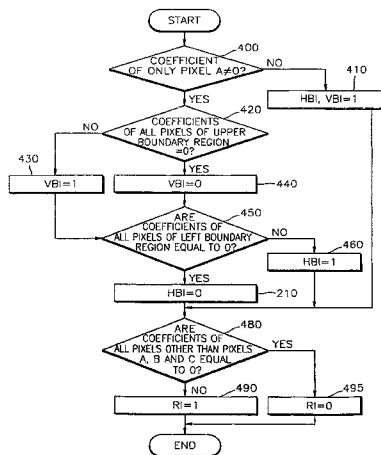 START
400
COEFFICIENT
OF ONLY PIXEL A≠0?
NO
410
HBI, VBI=1
YES
420
COEFFICIENTS
OF ALL PIXELS OF UPPER
BOUNDARY REGION
=0?
NO
430
VBI=1
YES
VBI=0
440
450
ARE
COEFFICIENTS OF
ALL PIXELS OF LEFT BOUNDARY
REGION EQUAL TO 0?
NO
460
HBI=1
YES
HBI=0
210
480
ARE
COEFFICIENTS OF
ALL PIXELS OTHER THAN PIXELS
A, B AND C EQUAL
TO 0?
YES
NO
490
495
RI=1
RI=0
END